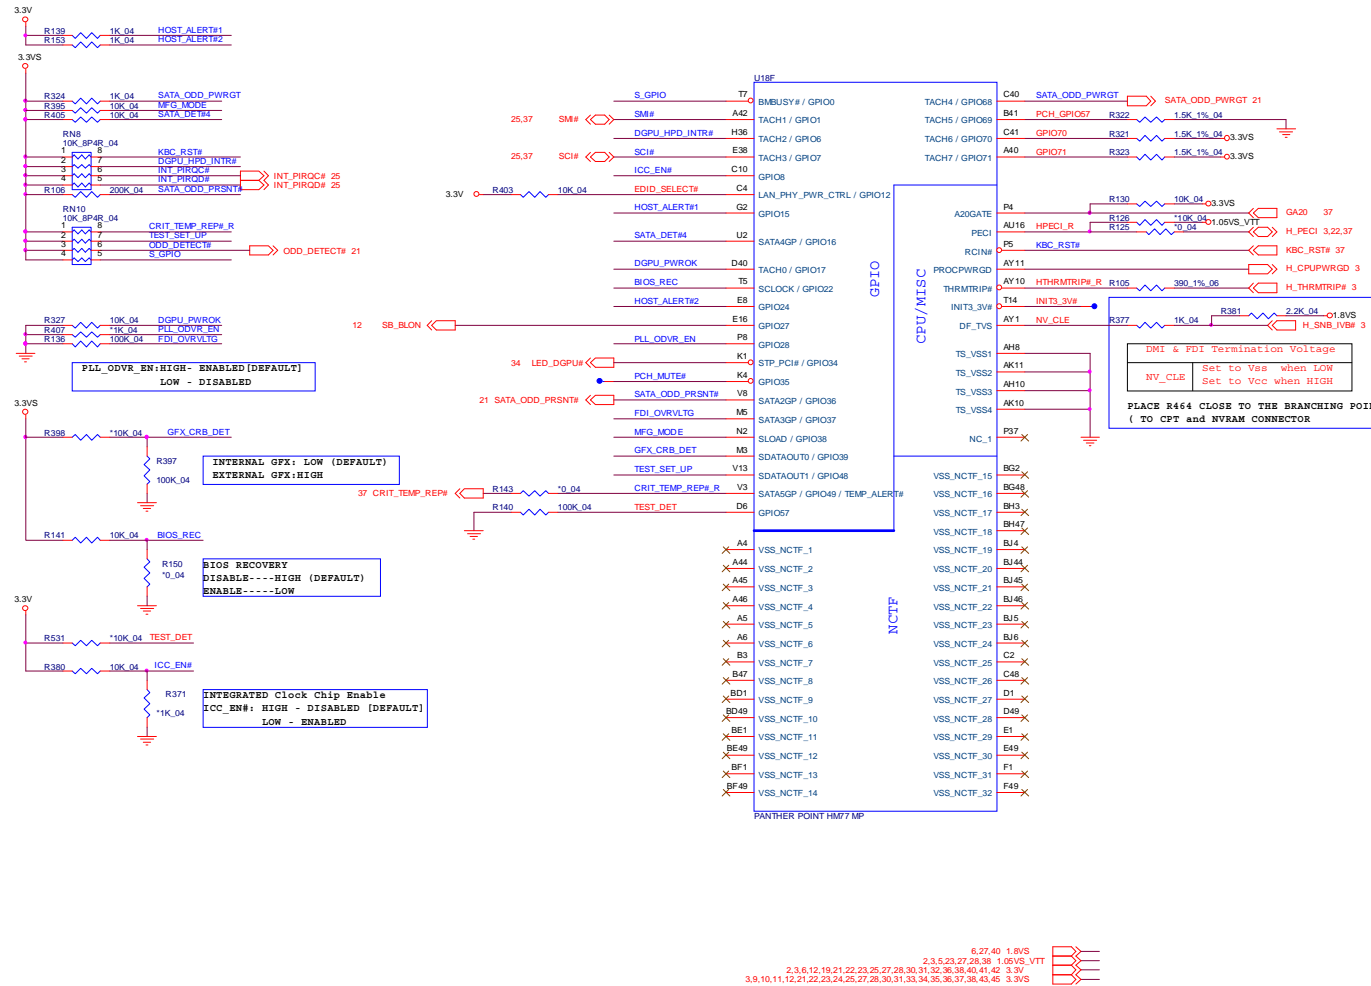 3.3V
R139 1K_04 HOST_ALERT#1
R153 1K_04 HOST_ALERT#2
3.3VS
R324 1K_04 SATA_ODD_PWRGT
R395 10K_04 MFG_MODE
R405 10K_04 SATA_DET#4
RN8
10K_8P4R_04
1 8 KBC_RST#
2 7 DGPU_HPD_INTR#
3 6 INT_PIRQC# INT_PIRQC# 25
4 5 INT_PIRQD# INT_PIRQD# 25
R106 200K_04 SATA_ODD_PRSNT#
RN10
10K_8P4R_04
1 8 CRIT_TEMP_REP#_R
2 7 TEST_SET_UP
3 6 ODD_DETECT# ODD_DETECT# 21
4 5 S_GPIO
R327 10K_04 DGPU_PWROK
R407 *1K_04 PLL_ODVR_EN
R136 100K_04 FDI_OVRVLTG
PLL_ODVR_EN:HIGH- ENABLED[DEFAULT]
LOW - DISABLED
3.3VS
R398 *10K_04 GFX_CRB_DET
R397
100K_04
INTERNAL GFX: LOW (DEFAULT)
EXTERNAL GFX:HIGH
R141 10K_04 BIOS_REC
R150
*0_04
BIOS RECOVERY
DISABLE----HIGH (DEFAULT)
ENABLE-----LOW
3.3V
R531 *10K_04 TEST_DET
R380 10K_04 ICC_EN#
R371
*1K_04
INTEGRATED Clock Chip Enable
ICC_EN#: HIGH - DISABLED [DEFAULT]
LOW - ENABLED
U18F
S_GPIO T7 BMBUSY# / GPIO0
25,37 SMI# SMI# A42 TACH1 / GPIO1
DGPU_HPD_INTR# H36 TACH2 / GPIO6
25,37 SCI# SCI# E38 TACH3 / GPIO7
ICC_EN# C10 GPIO8
3.3V R403 10K_04 EDID_SELECT# C4 LAN_PHY_PWR_CTRL / GPIO12
HOST_ALERT#1 G2 GPIO15
SATA_DET#4 U2 SATA4GP / GPIO16
DGPU_PWROK D40 TACH0 / GPIO17
BIOS_REC T5 SCLOCK / GPIO22
HOST_ALERT#2 E8 GPIO24
12 SB_BLON E16 GPIO27
PLL_ODVR_EN P8 GPIO28
34 LED_DGPU# K1 STP_PCI# / GPIO34
PCH_MUTE# K4 GPIO35
21 SATA_ODD_PRSNT# SATA_ODD_PRSNT# V8 SATA2GP / GPIO36
FDI_OVRVLTG M5 SATA3GP / GPIO37
MFG_MODE N2 SLOAD / GPIO38
GFX_CRB_DET M3 SDATAOUT0 / GPIO39
TEST_SET_UP V13 SDATAOUT1 / GPIO48
37 CRIT_TEMP_REP# R143 *0_04 CRIT_TEMP_REP#_R V3 SATA5GP / GPIO49 / TEMP_ALERT#
R140 100K_04 TEST_DET D6 GPIO57
A4 VSS_NCTF_1
A44 VSS_NCTF_2
A45 VSS_NCTF_3
A46 VSS_NCTF_4
A5 VSS_NCTF_5
A6 VSS_NCTF_6
B3 VSS_NCTF_7
B47 VSS_NCTF_8
BD1 VSS_NCTF_9
BD49 VSS_NCTF_10
BE1 VSS_NCTF_11
BE49 VSS_NCTF_12
BF1 VSS_NCTF_13
BF49 VSS_NCTF_14
GPIO
CPU/MISC
NCTF
TACH4 / GPIO68 C40 SATA_ODD_PWRGT SATA_ODD_PWRGT 21
TACH5 / GPIO69 B41 PCH_GPIO57 R322 1.5K_1%_04
TACH6 / GPIO70 C41 GPIO70 R321 1.5K_1%_04 3.3VS
TACH7 / GPIO71 A40 GPIO71 R323 1.5K_1%_04 3.3VS
R130 10K_04 3.3VS
A20GATE P4 GA20 37
R126 *10K_04 1.05VS_VTT
PECI AU16 HPECI_R R125 *0_04 H_PECI 3,22,37
RCIN# P5 KBC_RST# KBC_RST# 37
PROCPWRGD AY11 H_CPUPWRGD 3
THRMTRIP# AY10 HTHRMTRIP#_R R105 390_1%_06 H_THRMTRIP# 3
INIT3_3V# T14 INIT3_3V#
R381 2.2K_04 1.8VS
DF_TVS AY1 NV_CLE R377 1K_04 H_SNB_IVB# 3
TS_VSS1 AH8
TS_VSS2 AK11
TS_VSS3 AH10
TS_VSS4 AK10
NC_1 P37
DMI & FDI Termination Voltage
NV_CLE Set to Vss when LOW
Set to Vcc when HIGH
PLACE R464 CLOSE TO THE BRANCHING POI
( TO CPT and NVRAM CONNECTOR
VSS_NCTF_15 BG2
VSS_NCTF_16 BG48
VSS_NCTF_17 BH3
VSS_NCTF_18 BH47
VSS_NCTF_19 BJ4
VSS_NCTF_20 BJ44
VSS_NCTF_21 BJ45
VSS_NCTF_22 BJ46
VSS_NCTF_23 BJ5
VSS_NCTF_24 BJ6
VSS_NCTF_25 C2
VSS_NCTF_26 C48
VSS_NCTF_27 D1
VSS_NCTF_28 D49
VSS_NCTF_29 E1
VSS_NCTF_30 E49
VSS_NCTF_31 F1
VSS_NCTF_32 F49
PANTHER POINT HM77 MP
6,27,40 1.8VS
2,3,5,23,27,28,38 1.05VS_VTT
2,3,6,12,19,21,22,23,25,27,28,30,31,32,36,38,40,41,42 3.3V
3,9,10,11,12,21,22,23,24,25,27,28,30,31,33,34,35,36,37,38,43,45 3.3VS